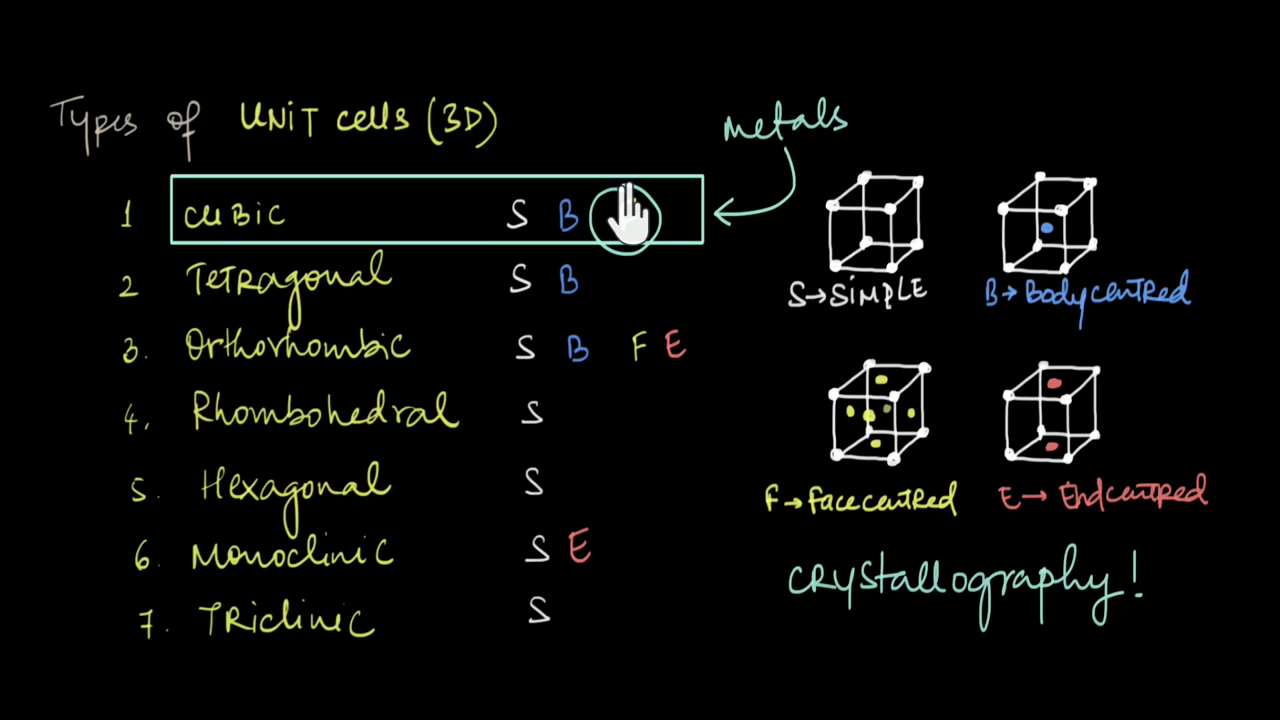 Types of UNIT cells (3D)
metals
1 cubic S B
2 Tetragonal S B
3. Orthorhombic S B F E
4. Rhombohedral S
5. Hexagonal S
6. Monoclinic S E
7. Triclinic S
S→SIMPLE
B→Bodycentred
F→Facecentred
E→Endcentred
crystallography!